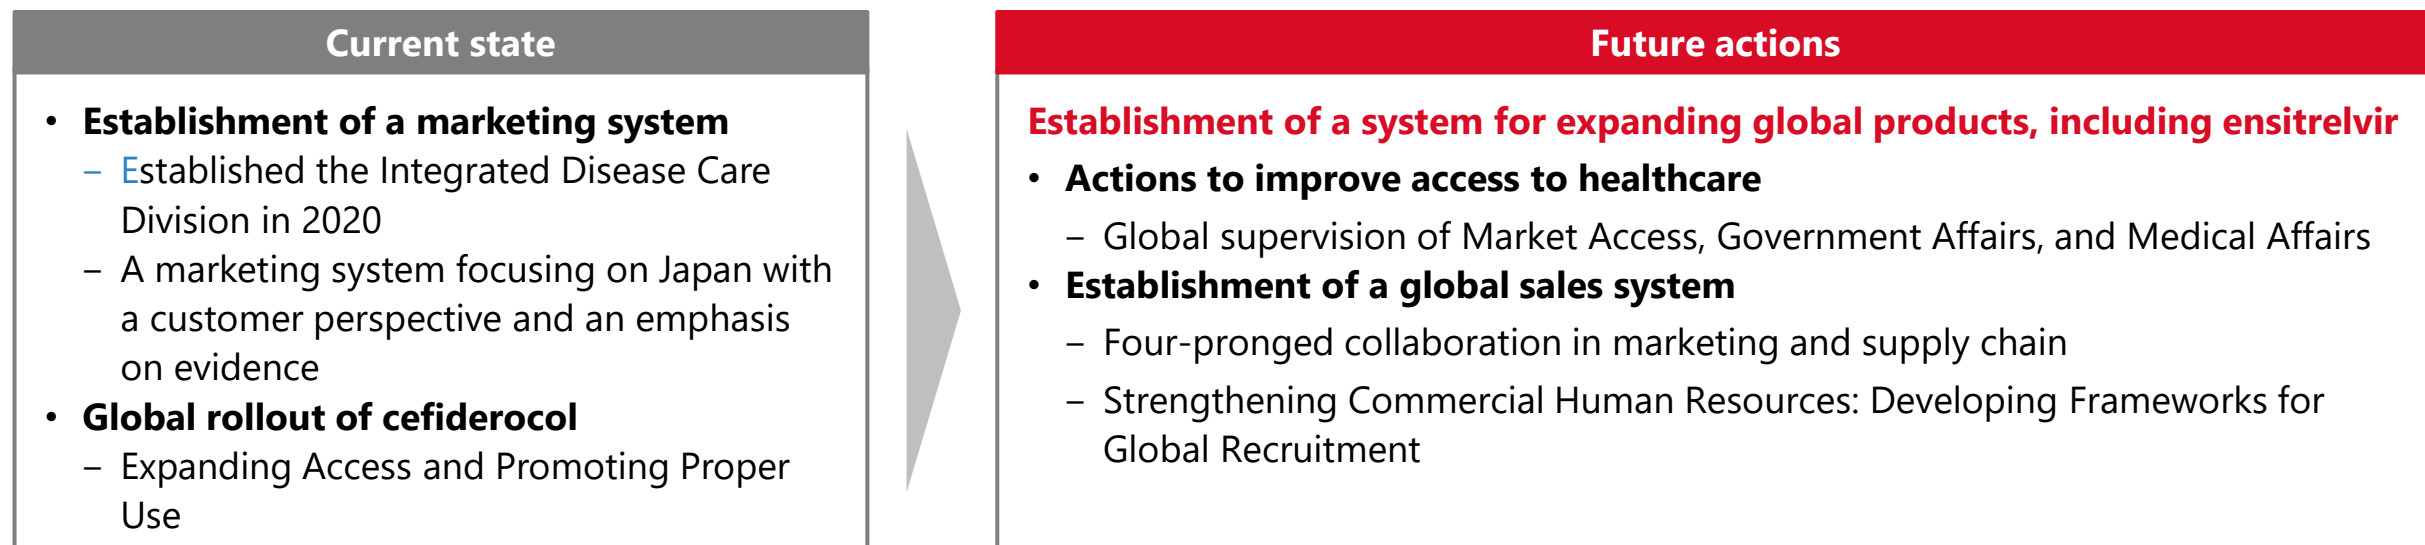 Current state
• Establishment of a marketing system
– Established the Integrated Disease Care
Division in 2020
– A marketing system focusing on Japan with
a customer perspective and an emphasis
on evidence
• Global rollout of cefiderocol
– Expanding Access and Promoting Proper
Use
Future actions
Establishment of a system for expanding global products, including ensitrelvir
• Actions to improve access to healthcare
– Global supervision of Market Access, Government Affairs, and Medical Affairs
• Establishment of a global sales system
– Four-pronged collaboration in marketing and supply chain
– Strengthening Commercial Human Resources: Developing Frameworks for
Global Recruitment